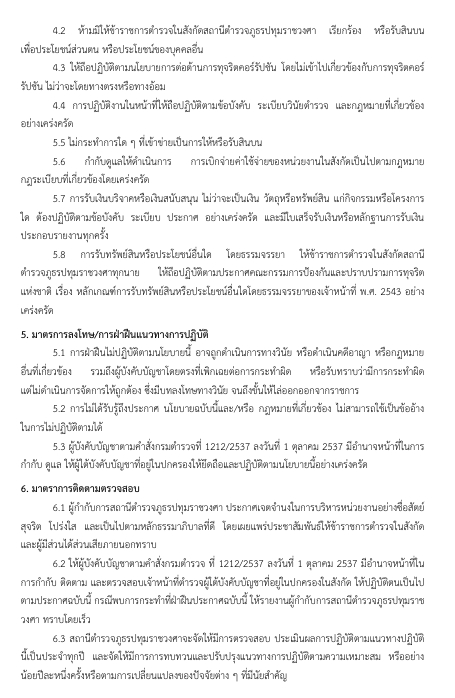 4.2 ห้ามมิให้ข้าราชการตำรวจในสังกัดสถานีตำรวจภูธรปทุมราชวงศา เรียกร้อง หรือรับสินบน
เพื่อประโยชน์ส่วนตน หรือประโยชน์ของบุคคลอื่น
4.3 ให้ถือปฏิบัติตามนโยบายการต่อต้านการทุจริตคอร์รัปชัน โดยไม่เข้าไปเกี่ยวข้องกับการทุจริตคอร์
รัปชัน ไม่ว่าจะโดยทางตรงหรือทางอ้อม
4.4 การปฏิบัติงานในหน้าที่ให้ถือปฏิบัติตามข้อบังคับ ระเบียบวินัยตำรวจ และกฎหมายที่เกี่ยวข้อง
อย่างเคร่งครัด
5.5 ไม่กระทำการใด ๆ ที่เข้าข่ายเป็นการให้หรือรับสินบน
5.6 กำกับดูแลให้ดำเนินการ การเบิกจ่ายค่าใช้จ่ายของหน่วยงานในสังกัดเป็นไปตามกฎหมาย
กฎระเบียบที่เกี่ยวข้องโดยเคร่งครัด
5.7 การรับเงินบริจาคหรือเงินสนับสนุน ไม่ว่าจะเป็นเงิน วัตถุหรือทรัพย์สิน แก่กิจกรรมหรือโครงการ
ใด ต้องปฏิบัติตามข้อบังคับ ระเบียบ ประกาศ อย่างเคร่งครัด และมีใบเสร็จรับเงินหรือหลักฐานการรับเงิน
ประกอบรายงานทุกครั้ง
5.8 การรับทรัพย์สินหรือประโยชน์อื่นใด โดยธรรมจรรยา ให้ข้าราชการตำรวจในสังกัดสถานี
ตำรวจภูธรปทุมราชวงศาทุกนาย ให้ถือปฏิบัติตามประกาศคณะกรรมการป้องกันและปราบปรามการทุจริต
แห่งชาติ เรื่อง หลักเกณฑ์การรับทรัพย์สินหรือประโยชน์อื่นใดโดยธรรมจรรยาของเจ้าหน้าที่ พ.ศ. 2543 อย่าง
เคร่งครัด
5. มาตรการลงโทษ/การฝ่าฝืนแนวทางการปฏิบัติ
5.1 การฝ่าฝืนไม่ปฏิบัติตามนโยบายนี้ อาจถูกดำเนินการทางวินัย หรือดำเนินคดีอาญา หรือกฎหมาย
อื่นที่เกี่ยวข้อง รวมถึงผู้บังคับบัญชาโดยตรงที่เพิกเฉยต่อการกระทำผิด หรือรับทราบว่ามีการกระทำผิด
แต่ไม่ดำเนินการจัดการให้ถูกต้อง ซึ่งมีบทลงโทษทางวินัย จนถึงขั้นให้ไล่ออกออกจากราชการ
5.2 การไม่ได้รับรู้ถึงประกาศ นโยบายฉบับนี้และ/หรือ กฎหมายที่เกี่ยวข้อง ไม่สามารถใช้เป็นข้ออ้าง
ในการไม่ปฏิบัติตามได้
5.3 ผู้บังคับบัญชาตามคำสั่งกรมตำรวจที่ 1212/2537 ลงวันที่ 1 ตุลาคม 2537 มีอำนาจหน้าที่ในการ
กำกับ ดูแล ให้ผู้ใต้บังคับบัญชาที่อยู่ในปกครองให้ยึดถือและปฏิบัติตามนโยบายนี้อย่างเคร่งครัด
6. มาตราการติดตามตรวจสอบ
6.1 ผู้กำกับการสถานีตำรวจภูธรปทุมราชวงศา ประกาศเจตจำนงในการบริหารหน่วยงานอย่างซื่อสัตย์
สุจริต โปร่งใส และเป็นไปตามหลักธรรมาภิบาลที่ดี โดยเผยแพร่ประชาสัมพันธ์ให้ข้าราชการตำรวจในสังกัด
และผู้มีส่วนได้ส่วนเสียภายนอกทราบ
6.2 ให้ผู้บังคับบัญชาตามคำสั่งกรมตำรวจ ที่ 1212/2537 ลงวันที่ 1 ตุลาคม 2537 มีอำนาจหน้าที่ใน
การกำกับ ติดตาม และตรวจสอบเจ้าหน้าที่ตำรวจผู้ใต้บังคับบัญชาที่อยู่ในปกครองในสังกัด ให้ปฏิบัติตนเป็นไป
ตามประกาศฉบับนี้ กรณีพบการกระทำที่ฝ่าฝืนประกาศฉบับนี้ ให้รายงานผู้กำกับการสถานีตำรวจภูธรปทุมราช
วงศา ทราบโดยเร็ว
6.3 สถานีตำรวจภูธรปทุมราชวงศาจะจัดให้มีการตรวจสอบ ประเมินผลการปฏิบัติตามแนวทางปฏิบัติ
นี้เป็นประจำทุกปี และจัดให้มีการการทบทวนและปรับปรุงแนวทางการปฏิบัติตามความเหมาะสม หรืออย่าง
น้อยปีละหนึ่งครั้งหรือตามการเปลี่ยนแปลงของปัจจัยต่าง ๆ ที่มีนัยสำคัญ